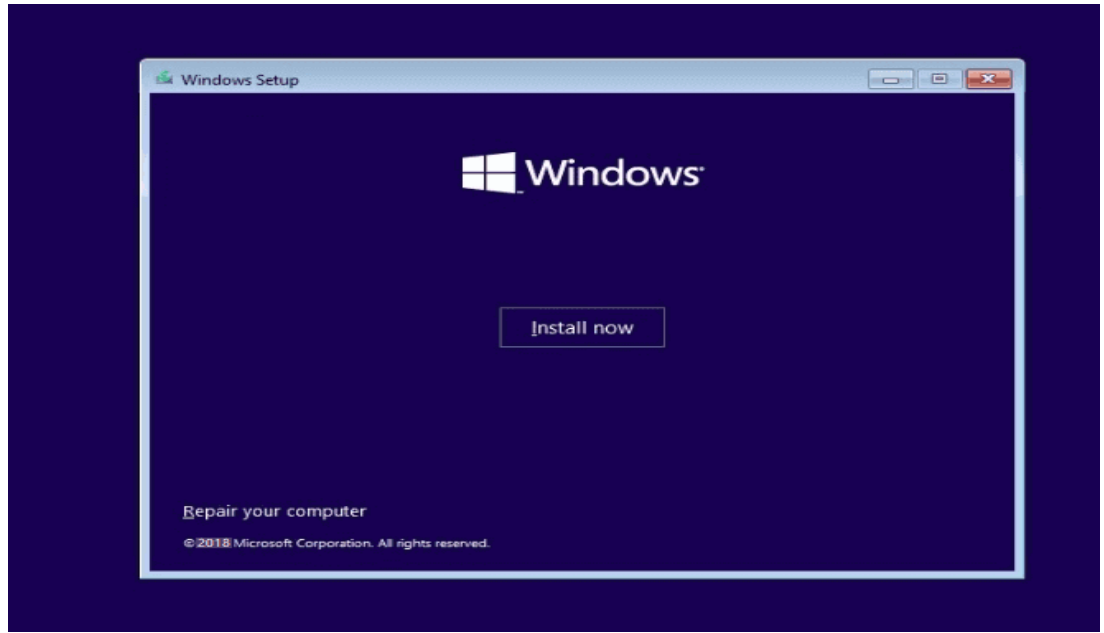 Windows Setup
Windows
Install now
Repair your computer
© 2018 Microsoft Corporation. All rights reserved.